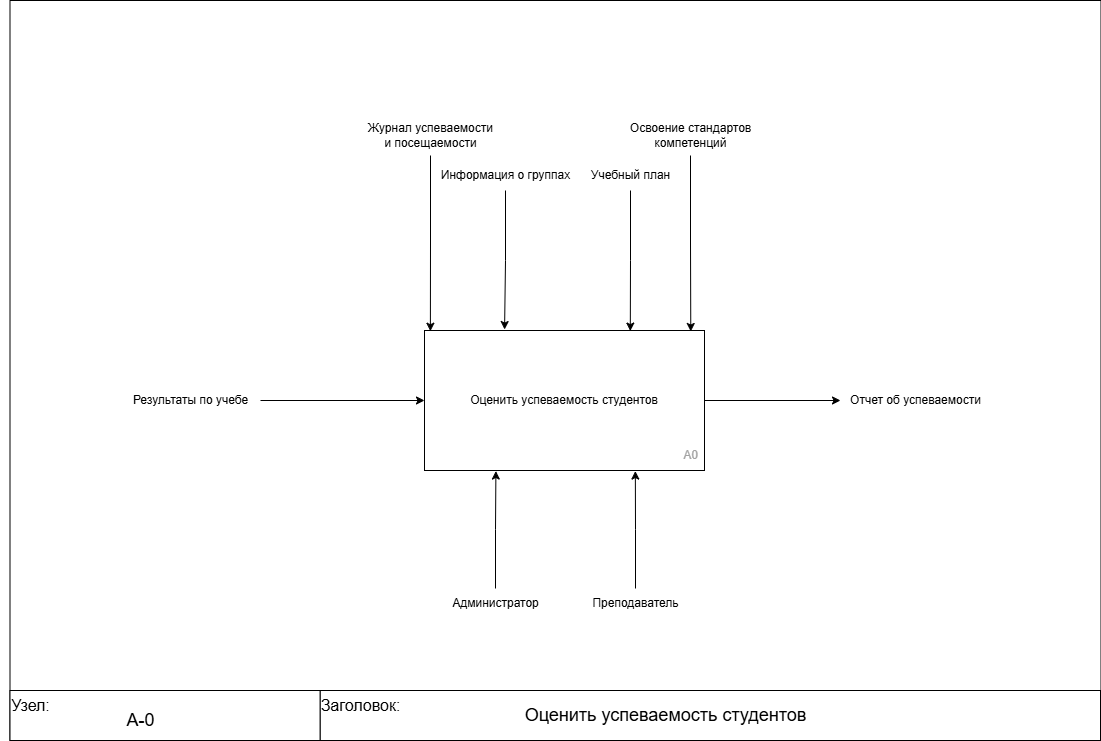 Журнал успеваемости
и посещаемости
Освоение стандартов
компетенций
Информация о группах
Учебный план
Результаты по учебе
Оценить успеваемость студентов
Отчет об успеваемости
A0
Администратор
Преподаватель
Узел:
A-0
Заголовок:
Оценить успеваемость студентов